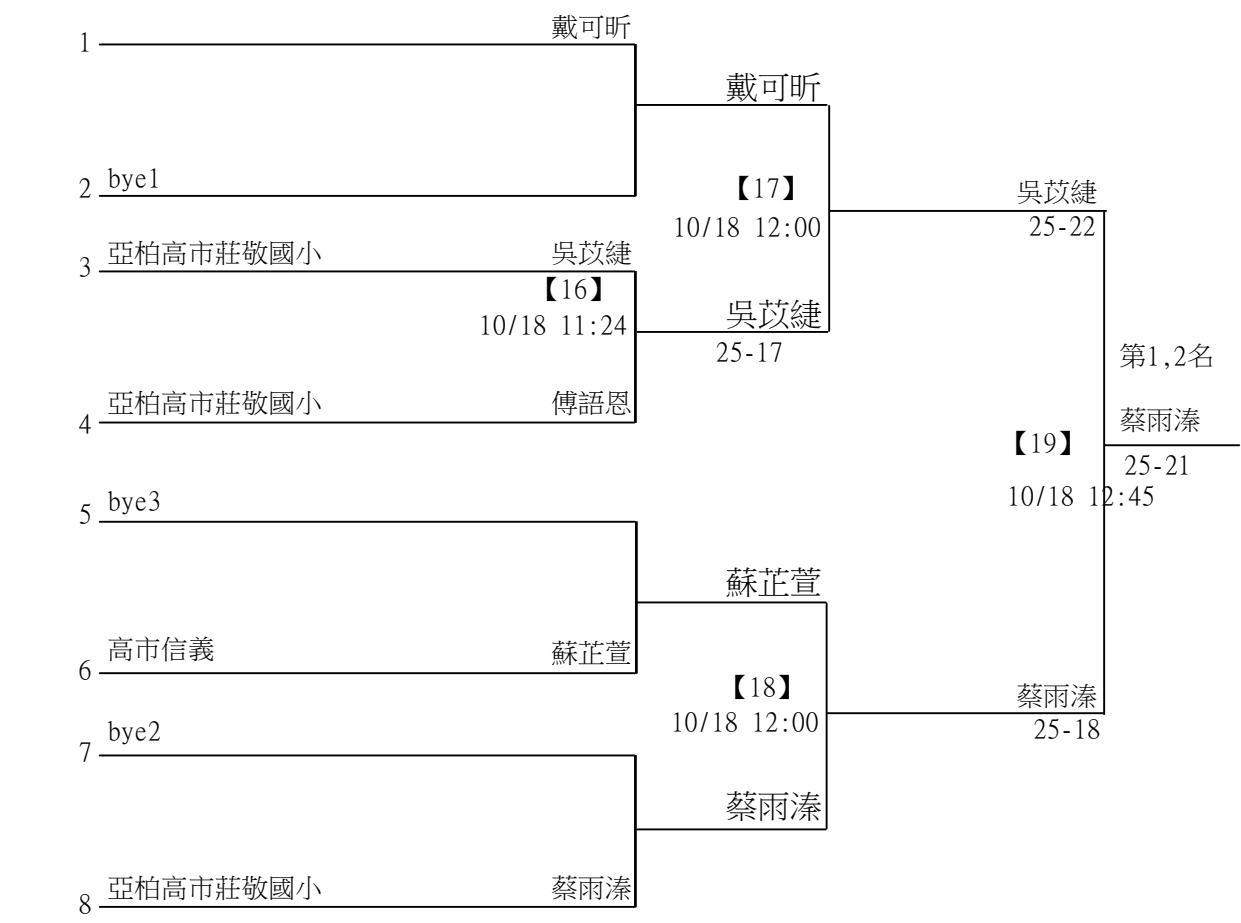 1 戴可昕
戴可昕
2 bye1
【17】
10/18 12:00
吳苡緁
25-22
3 亞柏高市莊敬國小 吳苡緁
【16】
10/18 11:24
吳苡緁
25-17
4 亞柏高市莊敬國小 傅語恩
第1,2名
蔡雨溱
25-21
【19】
10/18 12:45
5 bye3
蘇芷萱
6 高市信義 蘇芷萱
【18】
10/18 12:00
蔡雨溱
25-18
7 bye2
蔡雨溱
8 亞柏高市莊敬國小 蔡雨溱